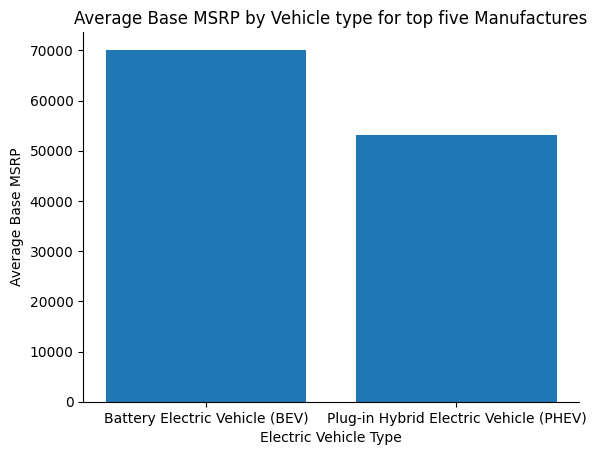 Average Base MSRP by Vehicle type for top five Manufactures
70000
60000
50000
40000
30000
20000
10000
0
Average Base MSRP
Battery Electric Vehicle (BEV)
Plug-in Hybrid Electric Vehicle (PHEV)
Electric Vehicle Type